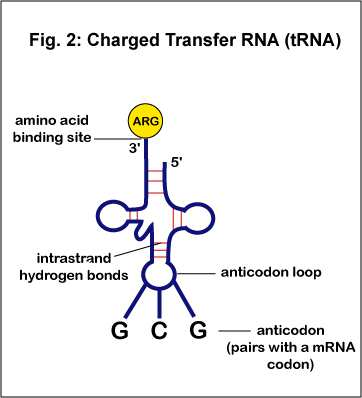 Fig. 2: Charged Transfer RNA (tRNA)
ARG
amino acid
binding site
3'
5'
intrastrand
hydrogen bonds
anticodon loop
G C G
anticodon
(pairs with a mRNA
codon)